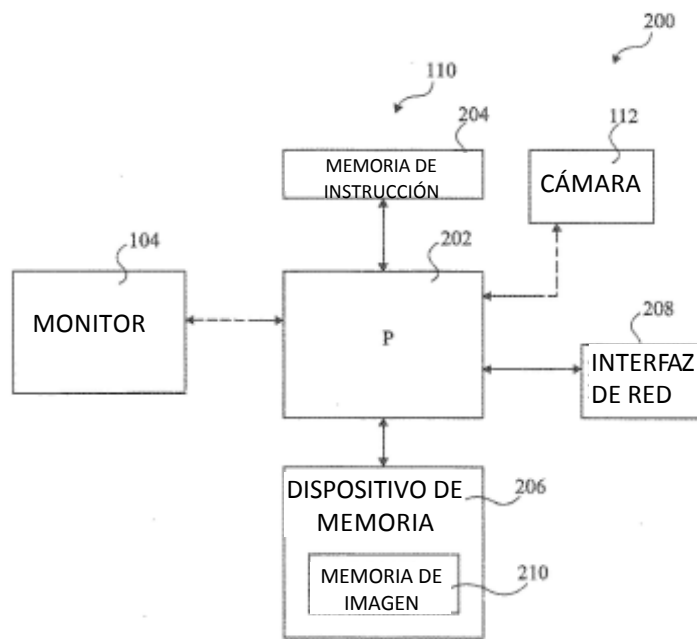 200
110
204
112
MEMORIA DE
INSTRUCCIÓN
CÁMARA
104
202
MONITOR
P
208
INTERFAZ
DE RED
DISPOSITIVO DE
MEMORIA
206
MEMORIA DE
IMAGEN
210